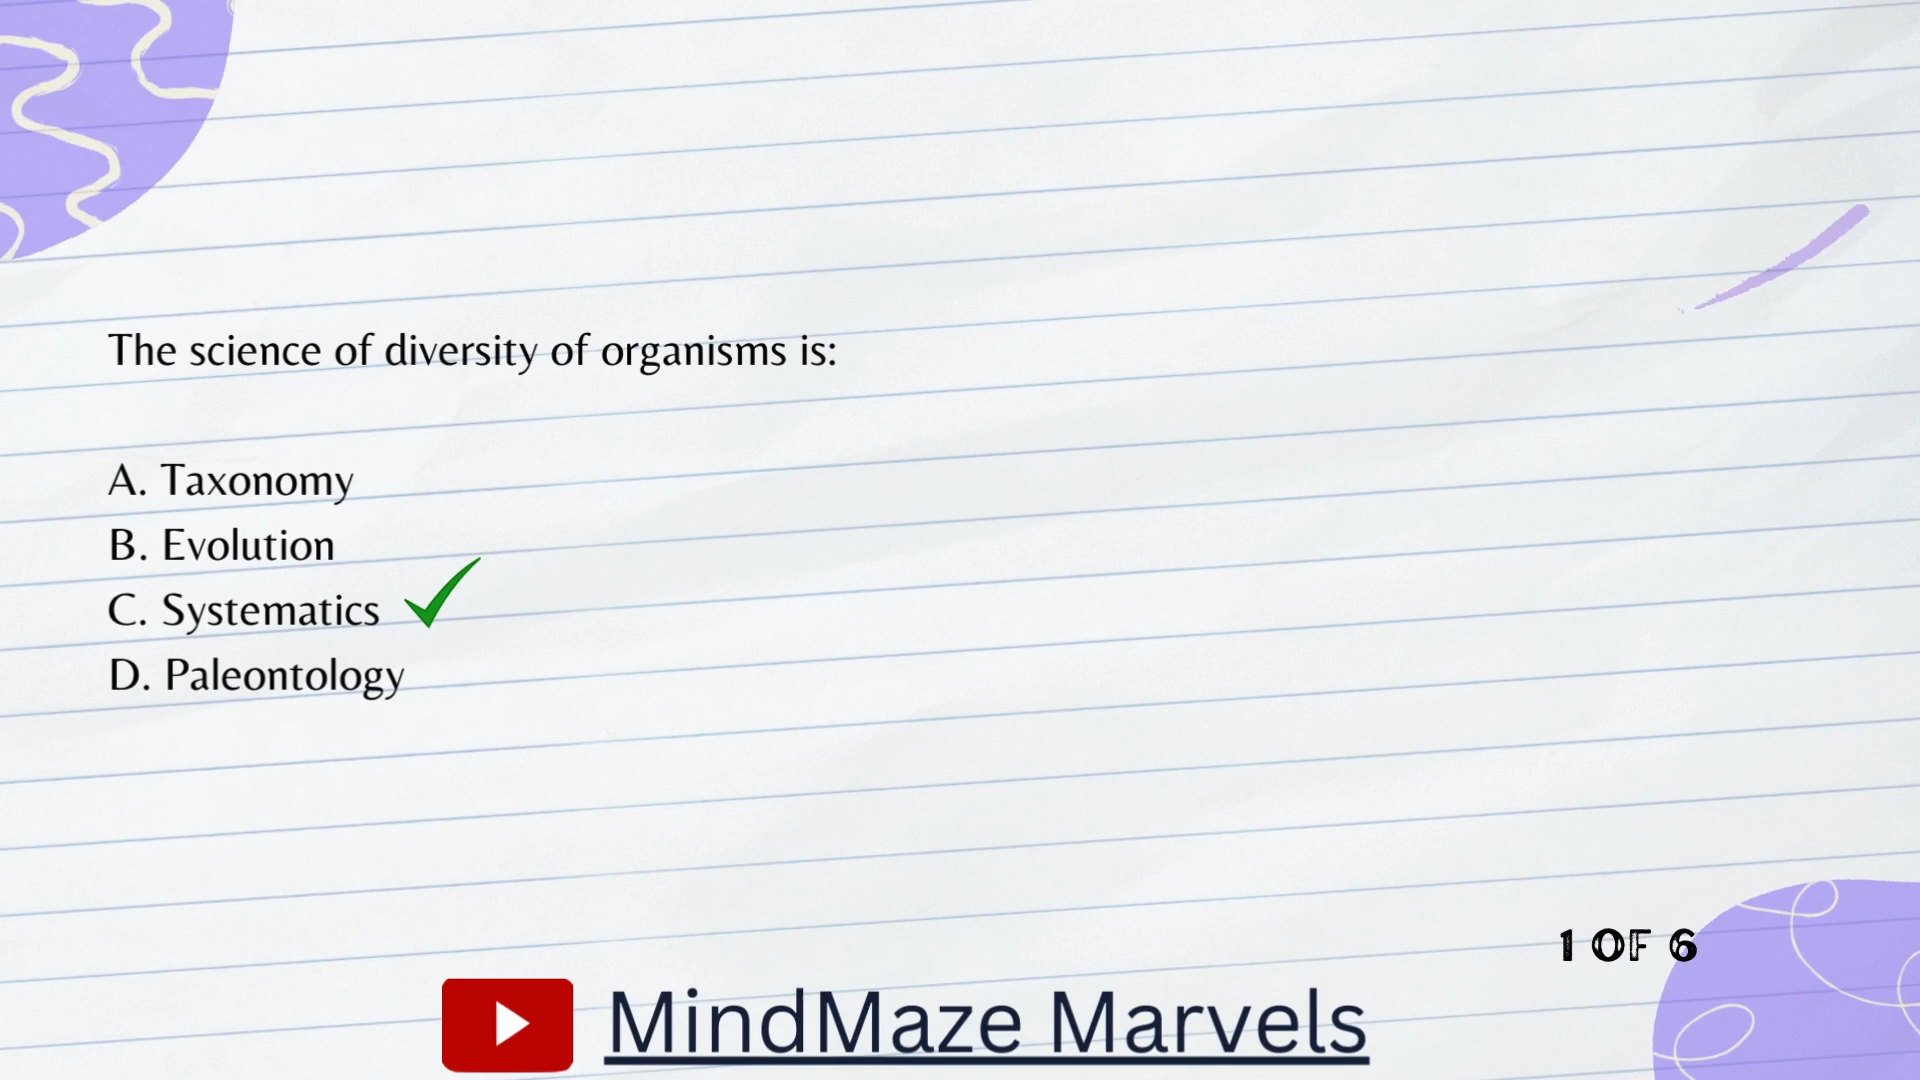 The science of diversity of organisms is:
A. Taxonomy
B. Evolution
C. Systematics
D. Paleontology
1 OF 6
MindMaze Marvels